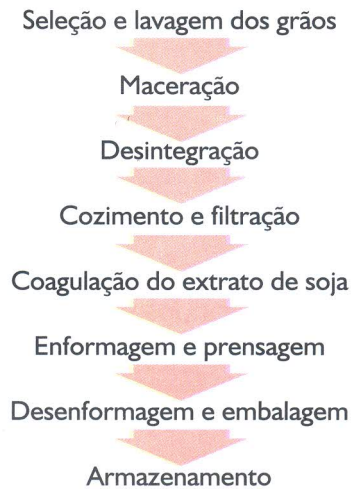 Seleção e lavagem dos grãos
Maceração
Desintegração
Cozimento e filtração
Coagulação do extrato de soja
Enformagem e prensagem
Desenformagem e embalagem
Armazenamento